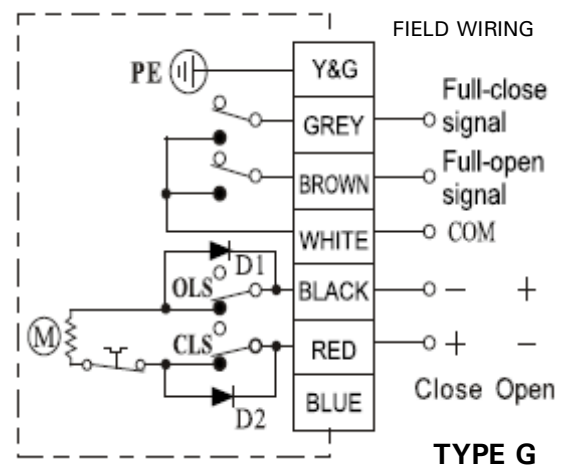 FIELD WIRING
PE
Y&G
GREY
Full-close
signal
BROWN
Full-open
signal
WHITE
COM
D1
OLS
BLACK
− +
M
CLS
RED
+ −
D2
BLUE
Close Open
TYPE G